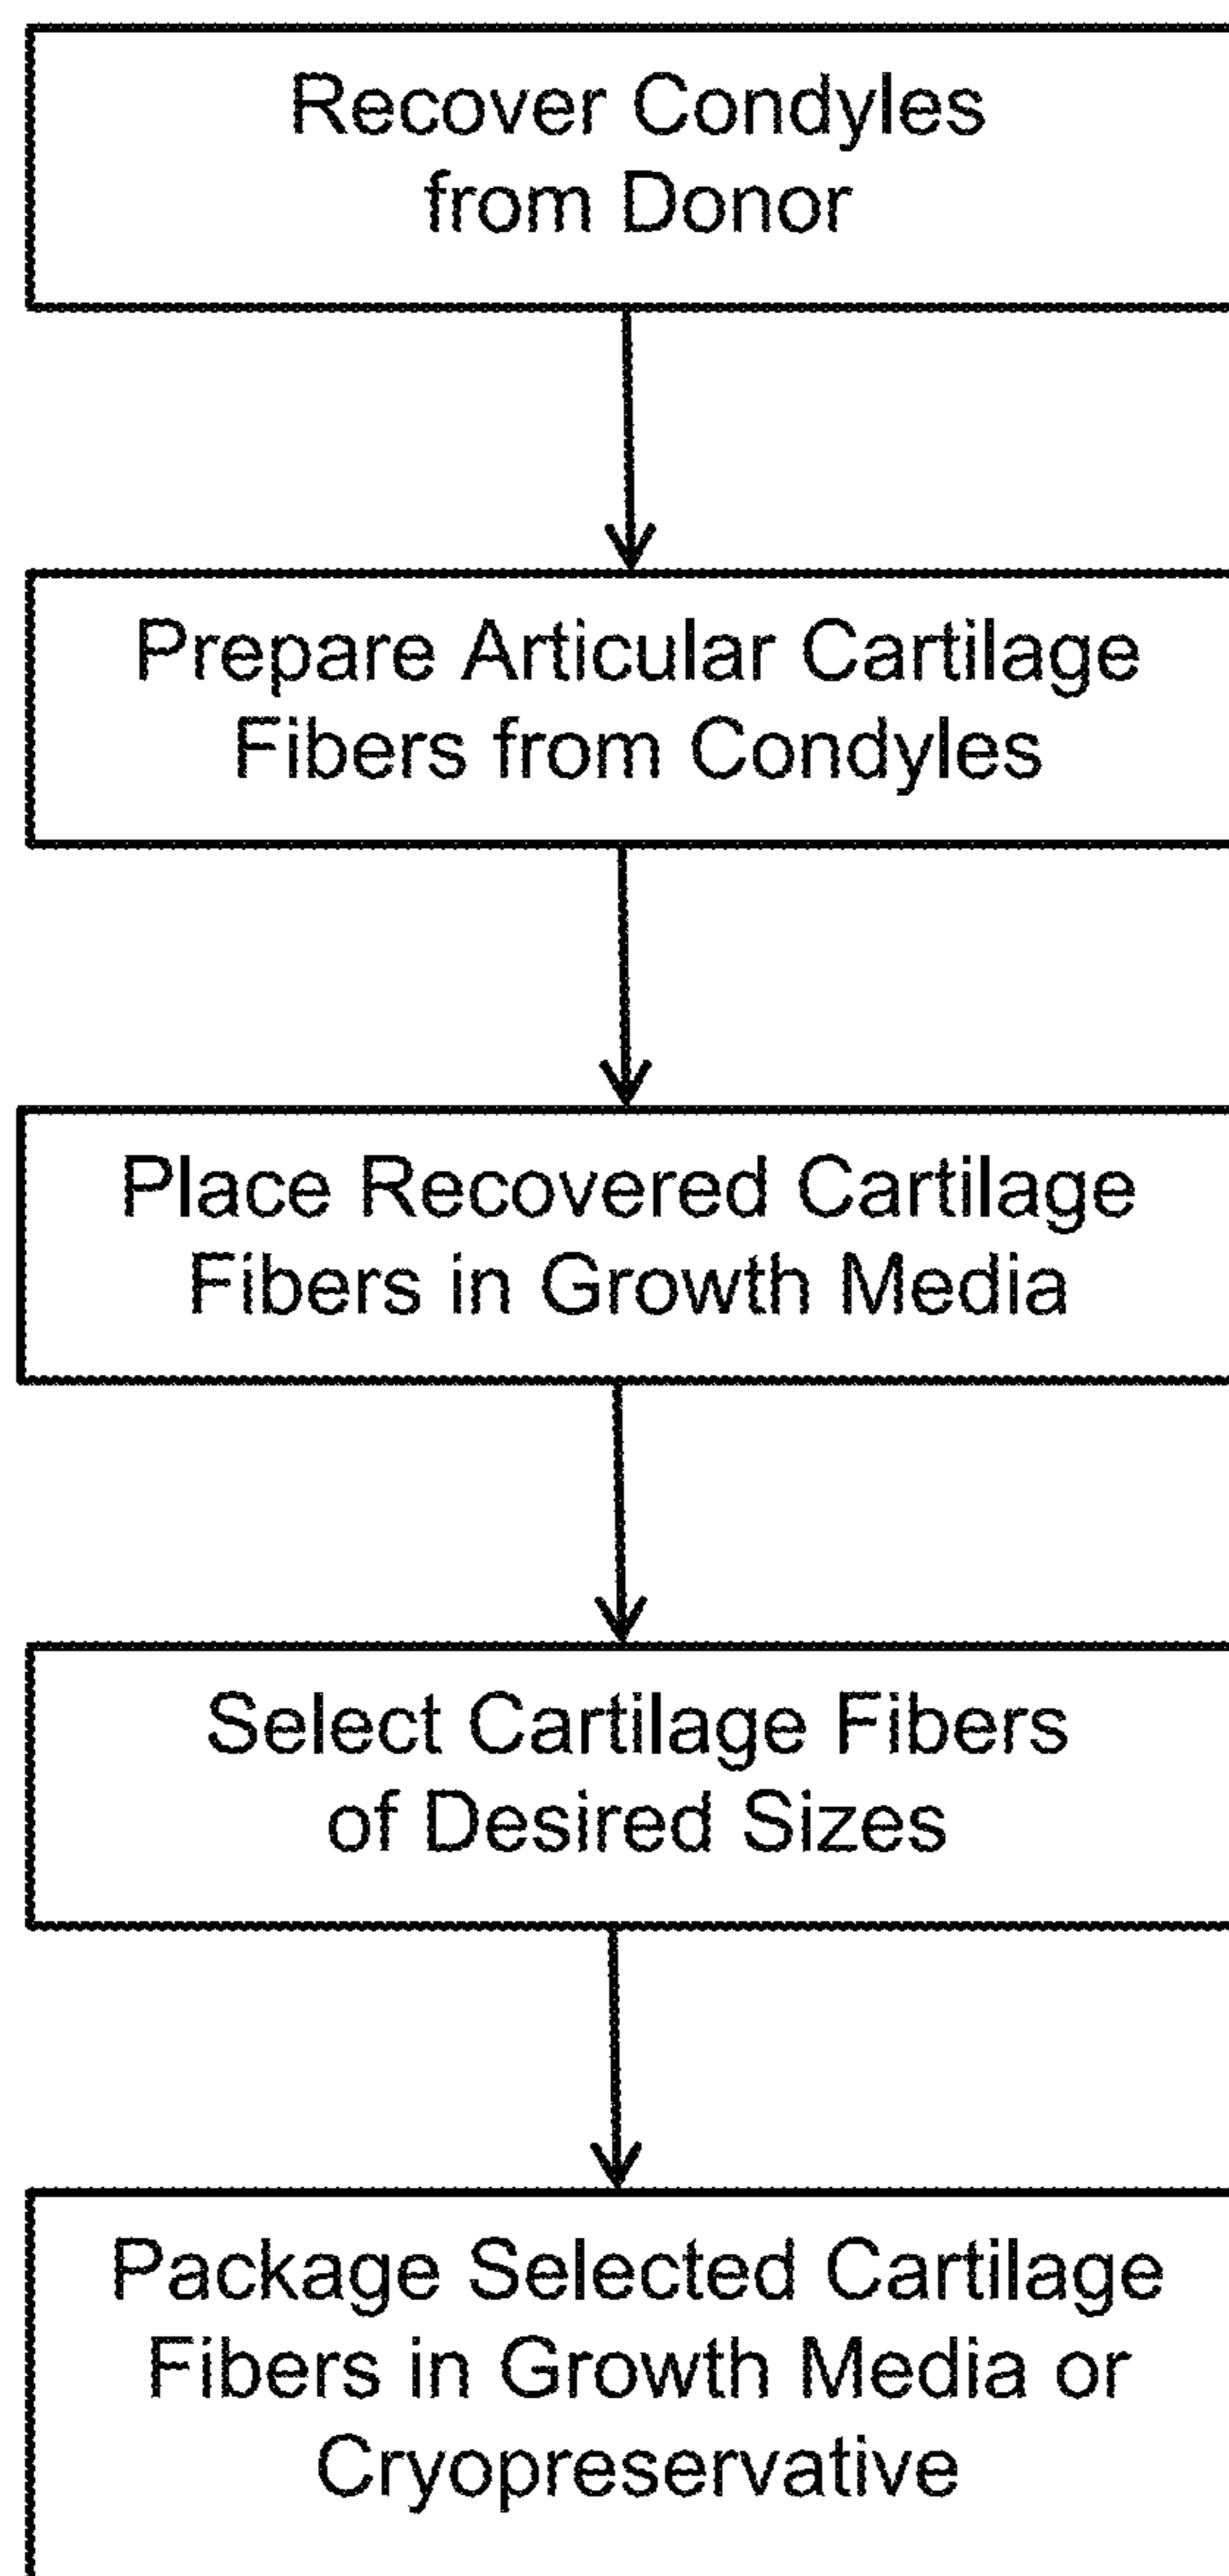 Recover Condyles
from Donor
Prepare Articular Cartilage
Fibers from Condyles
Place Recovered Cartilage
Fibers in Growth Media
Select Cartilage Fibers
of Desired Sizes
Package Selected Cartilage
Fibers in Growth Media or
Cryopreservative